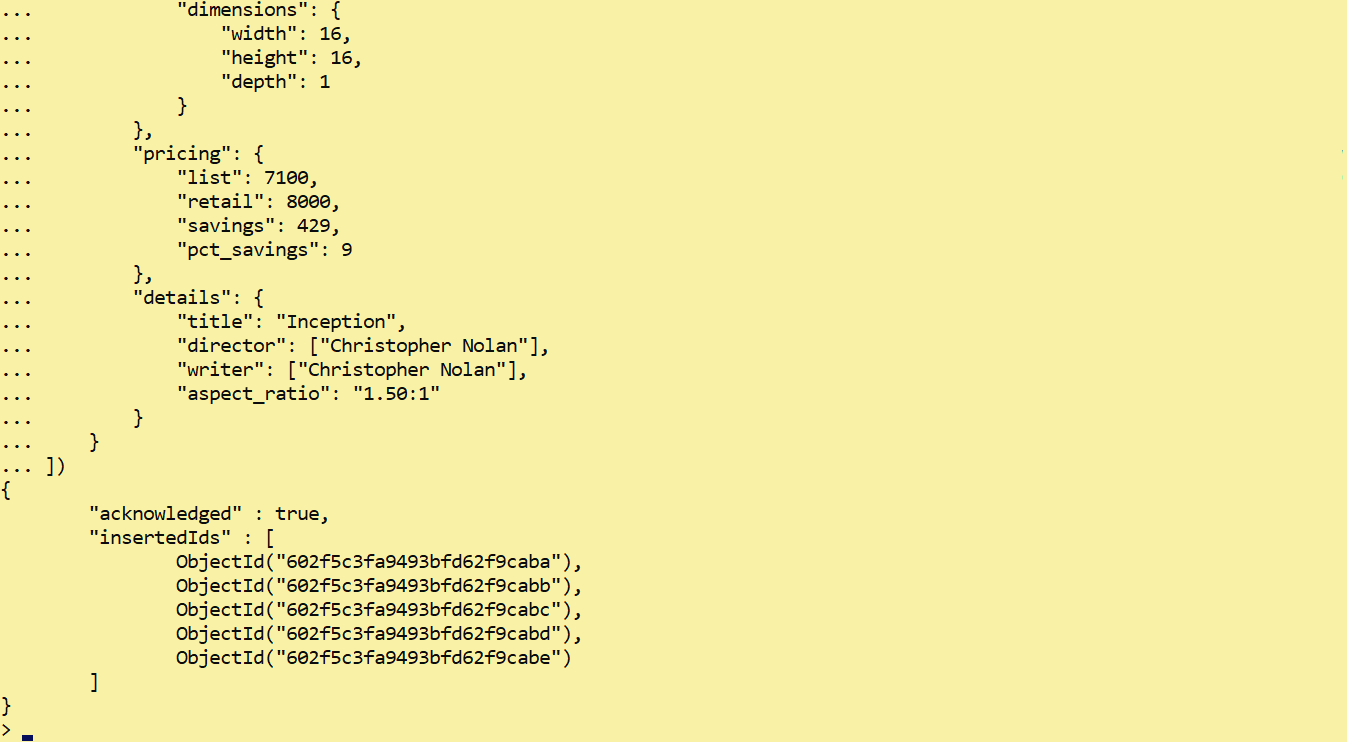 ...             "dimensions": {
...                 "width": 16,
...                 "height": 16,
...                 "depth": 1
...             }
...         },
...         "pricing": {
...             "list": 7100,
...             "retail": 8000,
...             "savings": 429,
...             "pct_savings": 9
...         },
...         "details": {
...             "title": "Inception",
...             "director": ["Christopher Nolan"],
...             "writer": ["Christopher Nolan"],
...             "aspect_ratio": "1.50:1"
...         }
...     }
... ])
{
        "acknowledged" : true,
        "insertedIds" : [
                ObjectId("602f5c3fa9493bfd62f9caba"),
                ObjectId("602f5c3fa9493bfd62f9cabb"),
                ObjectId("602f5c3fa9493bfd62f9cabc"),
                ObjectId("602f5c3fa9493bfd62f9cabd"),
                ObjectId("602f5c3fa9493bfd62f9cabe")
        ]
}
>